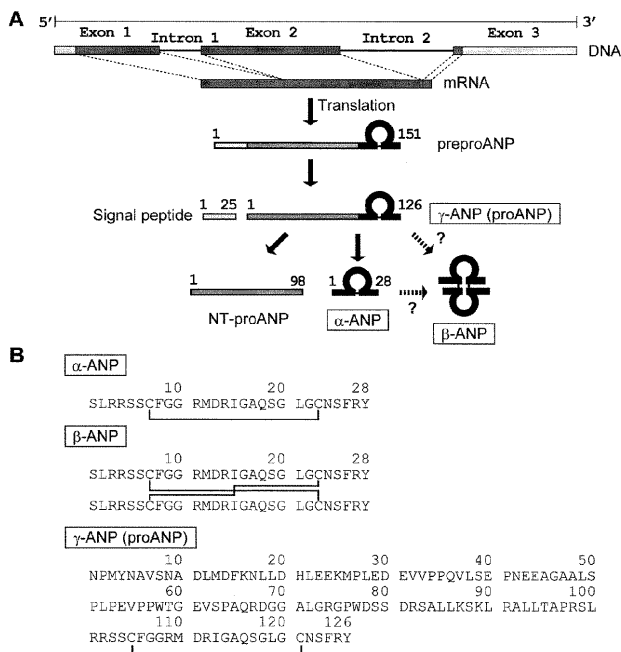 A
5' 3'
Exon 1 Intron 1 Exon 2 Intron 2 Exon 3
DNA
mRNA
Translation
1 151
preproANP
Signal peptide 1 25 1 126 γ-ANP (proANP)
?
1 98 1 28
?
NT-proANP α-ANP β-ANP
B
α-ANP
10 20 28
SLRRSSCFGG RMDRIGAQSG LGCNSFRY
β-ANP
10 20 28
SLRRSSCFGG RMDRIGAQSG LGCNSFRY
SLRRSSCFGG RMDRIGAQSG LGCNSFRY
γ-ANP (proANP)
10 20 30 40 50
NPMYNAVSNA DLMDFKNLLD HLEEKMPLED EVVPPQVLSE PNEEAGAALS
60 70 80 90 100
PLPEVPPWTG EVSPAQRDGG ALGRGPWDSS DRSALLKSKL RALLTAPRSL
110 120 126
RRSSCFGGRM DRIGAQSGLG CNSFRY